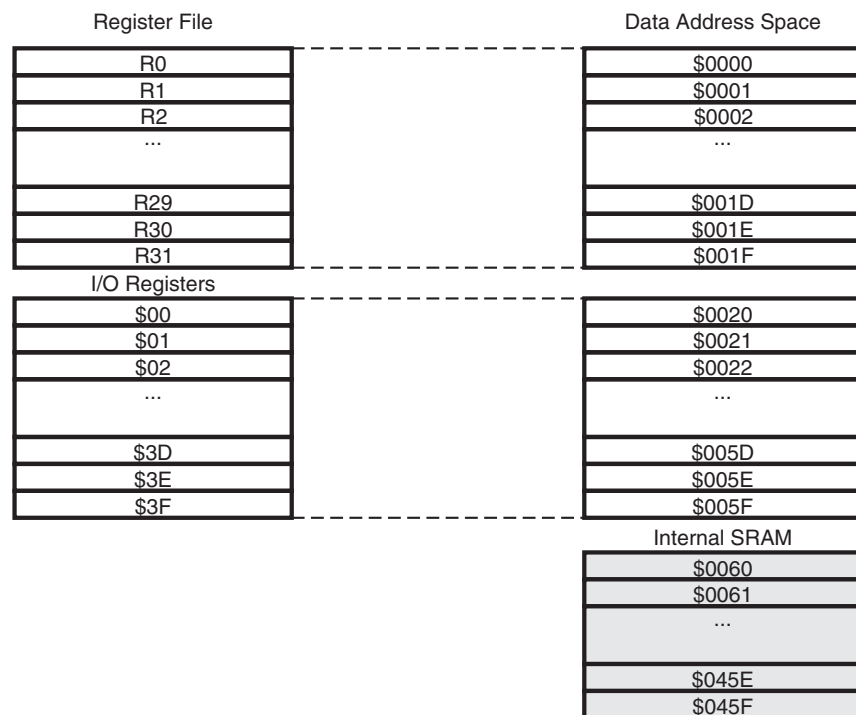 Register File
Data Address Space
R0
$0000
R1
$0001
R2
$0002
...
...
R29
$001D
R30
$001E
R31
$001F
I/O Registers
$00
$0020
$01
$0021
$02
$0022
...
...
$3D
$005D
$3E
$005E
$3F
$005F
Internal SRAM
$0060
$0061
...
$045E
$045F